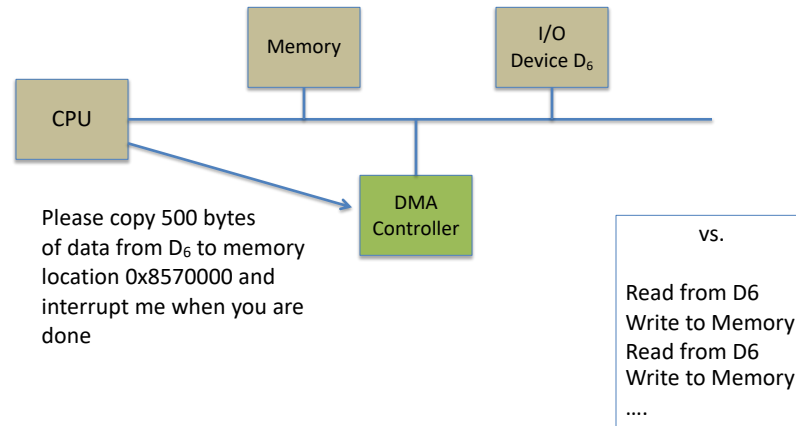 Memory
I/O
Device D₆
CPU
DMA
Controller
Please copy 500 bytes
of data from D₆ to memory
location 0x8570000 and
interrupt me when you are
done
vs.
Read from D6
Write to Memory
Read from D6
Write to Memory
....